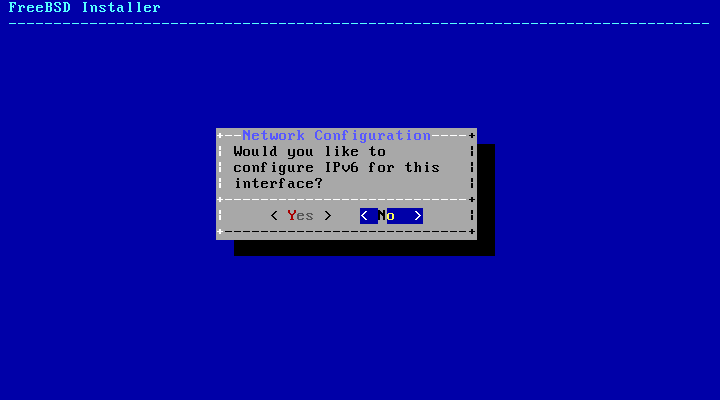 FreeBSD Installer
Network Configuration
Would you like to
configure IPv6 for this
interface?
< Yes > < No >